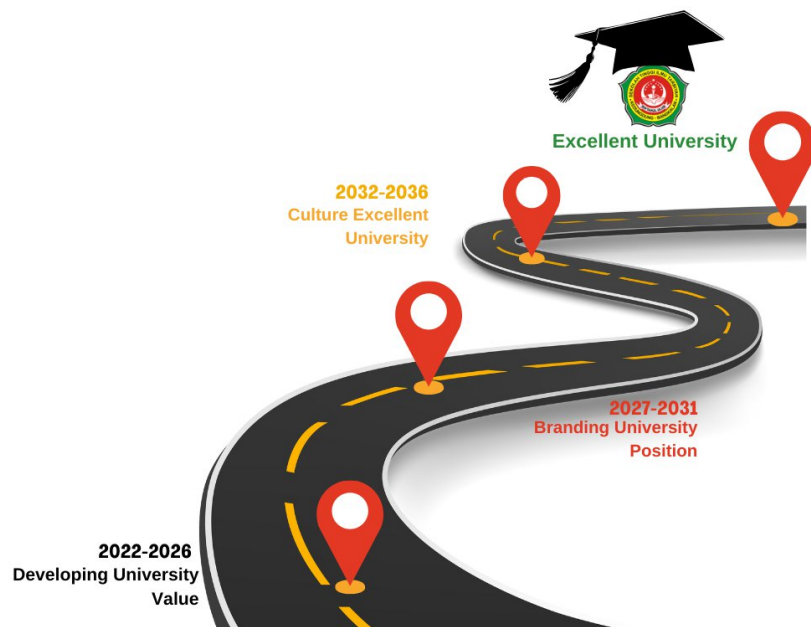 Excellent University
2032-2036
Culture Excellent
University
2027-2031
Branding University
Position
2022-2026
Developing University
Value